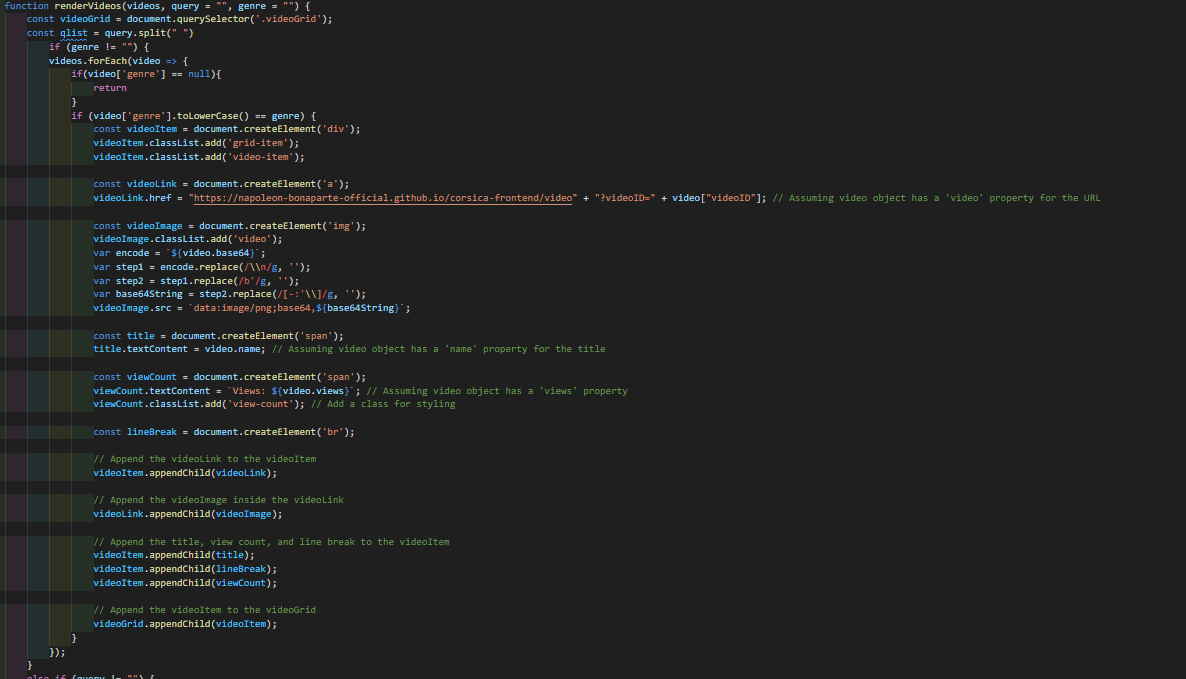 function renderVideos(videos, query = "", genre = "") {
const videoGrid = document.querySelector('.videoGrid');
const qlist = query.split(" ")
if (genre != "") {
videos.forEach(video => {
if(video['genre'] == null){
return
}
if (video['genre'].toLowerCase() == genre) {
const videoItem = document.createElement('div');
videoItem.classList.add('grid-item');
videoItem.classList.add('video-item');
const videoLink = document.createElement('a');
videoLink.href = "https://napoleon-bonaparte-official.github.io/corsica-frontend/video" + "?videoID=" + video["videoID"]; // Assuming video object has a 'video' property for the URL
const videoImage = document.createElement('img');
videoImage.classList.add('video');
var encode = `${video.base64}`;
var step1 = encode.replace(/\\n/g, '');
var step2 = step1.replace(/b'/g, '');
var base64String = step2.replace(/[-:'\\]/g, '');
videoImage.src = `data:image/png;base64,${base64String}`;
const title = document.createElement('span');
title.textContent = video.name; // Assuming video object has a 'name' property for the title
const viewCount = document.createElement('span');
viewCount.textContent = `Views: ${video.views}`; // Assuming video object has a 'views' property
viewCount.classList.add('view-count'); // Add a class for styling
const lineBreak = document.createElement('br');
// Append the videoLink to the videoItem
videoItem.appendChild(videoLink);
// Append the videoImage inside the videoLink
videoLink.appendChild(videoImage);
// Append the title, view count, and line break to the videoItem
videoItem.appendChild(title);
videoItem.appendChild(lineBreak);
videoItem.appendChild(viewCount);
// Append the videoItem to the videoGrid
videoGrid.appendChild(videoItem);
}
});
}
else if (query != "") {